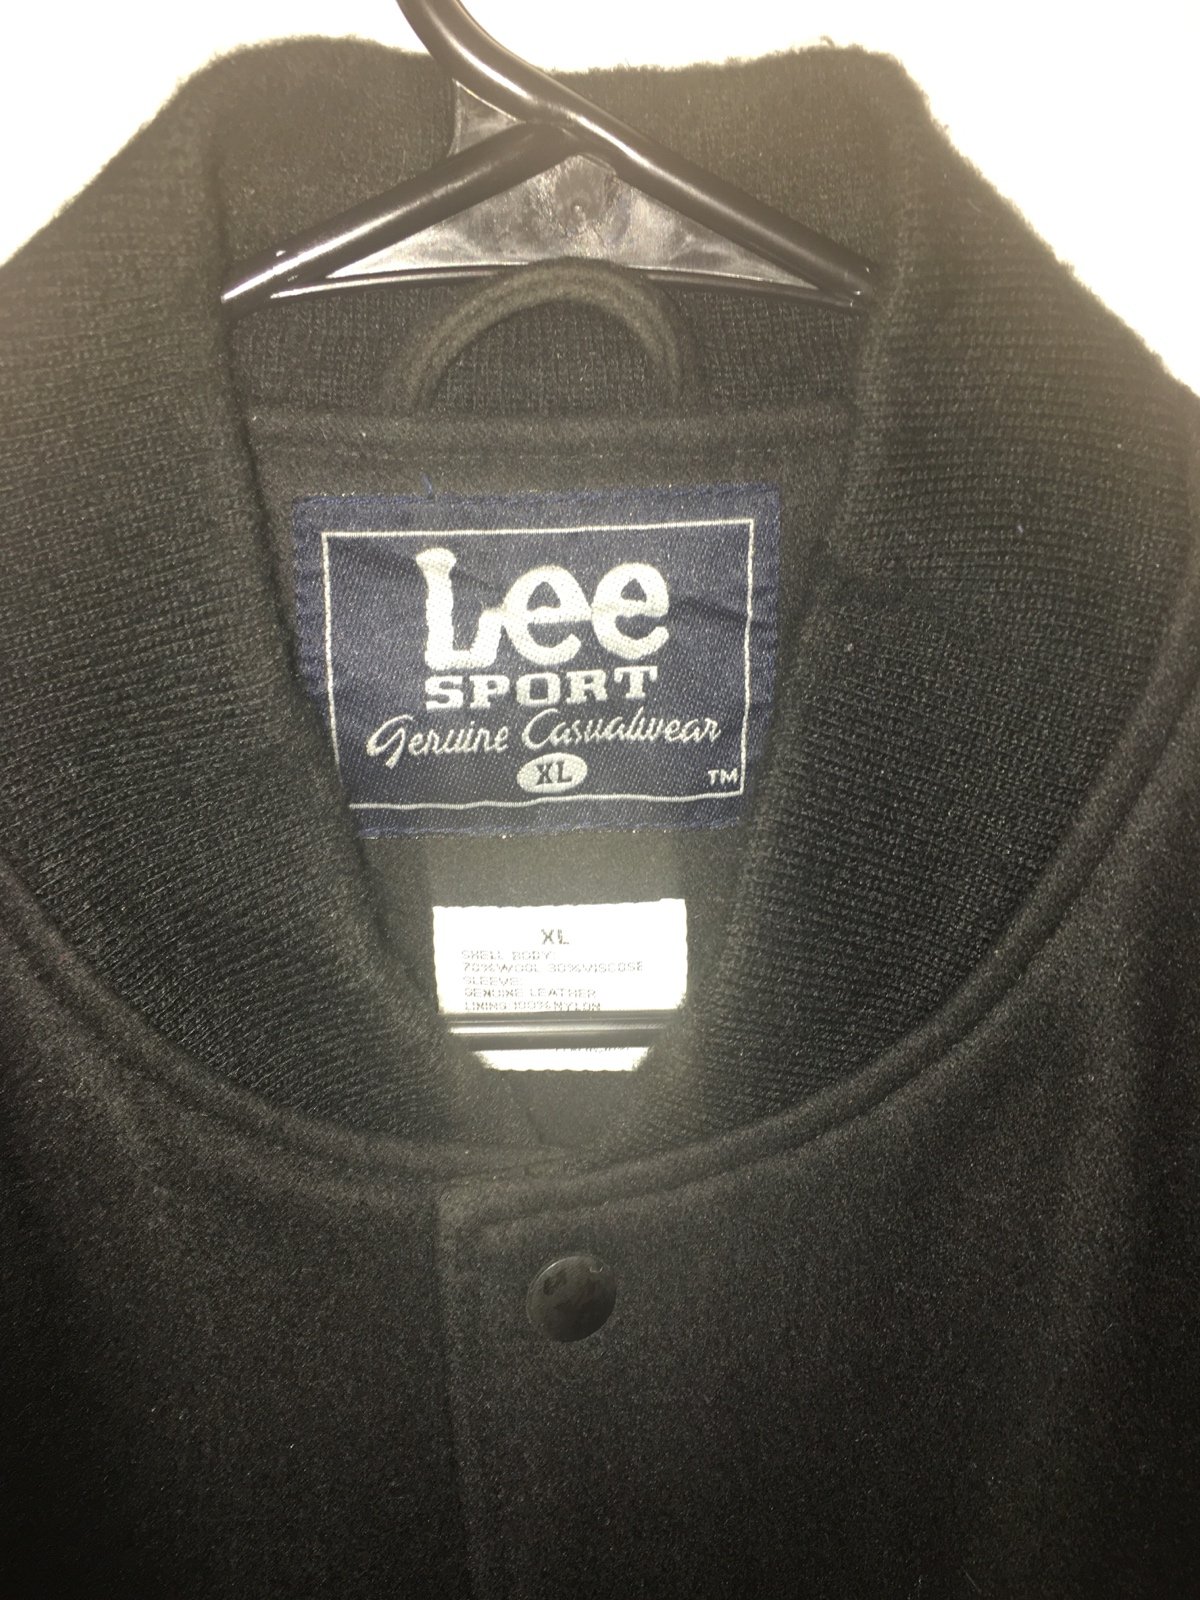 Lee
SPORT
Genuine Casualwear
XL
TM
XL
SHELL BODY
70%WOOL 30%VISCOSE
SLEEVE
GENUINE LEATHER
LINING 100%NYLON